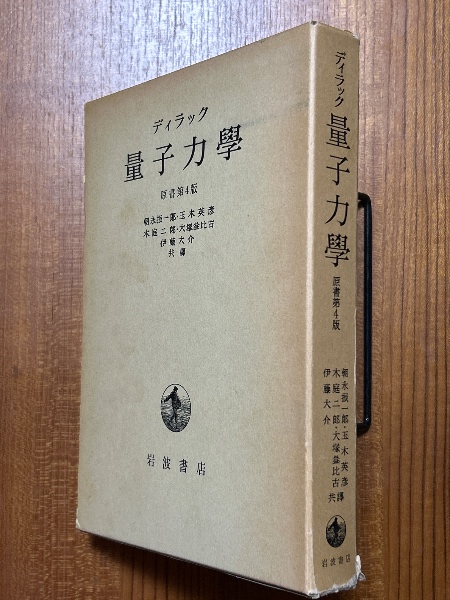 ディラック
量子力學
原書第4版
朝永振一郎・玉木英彦
木庭二郎・大塚益比古
伊藤大介
共譯
岩波書店
ディラック
量子力學
原書第4版
朝永振一郎・玉木英彦
木庭二郎・大塚益比古
伊藤大介
共譯
岩波書店